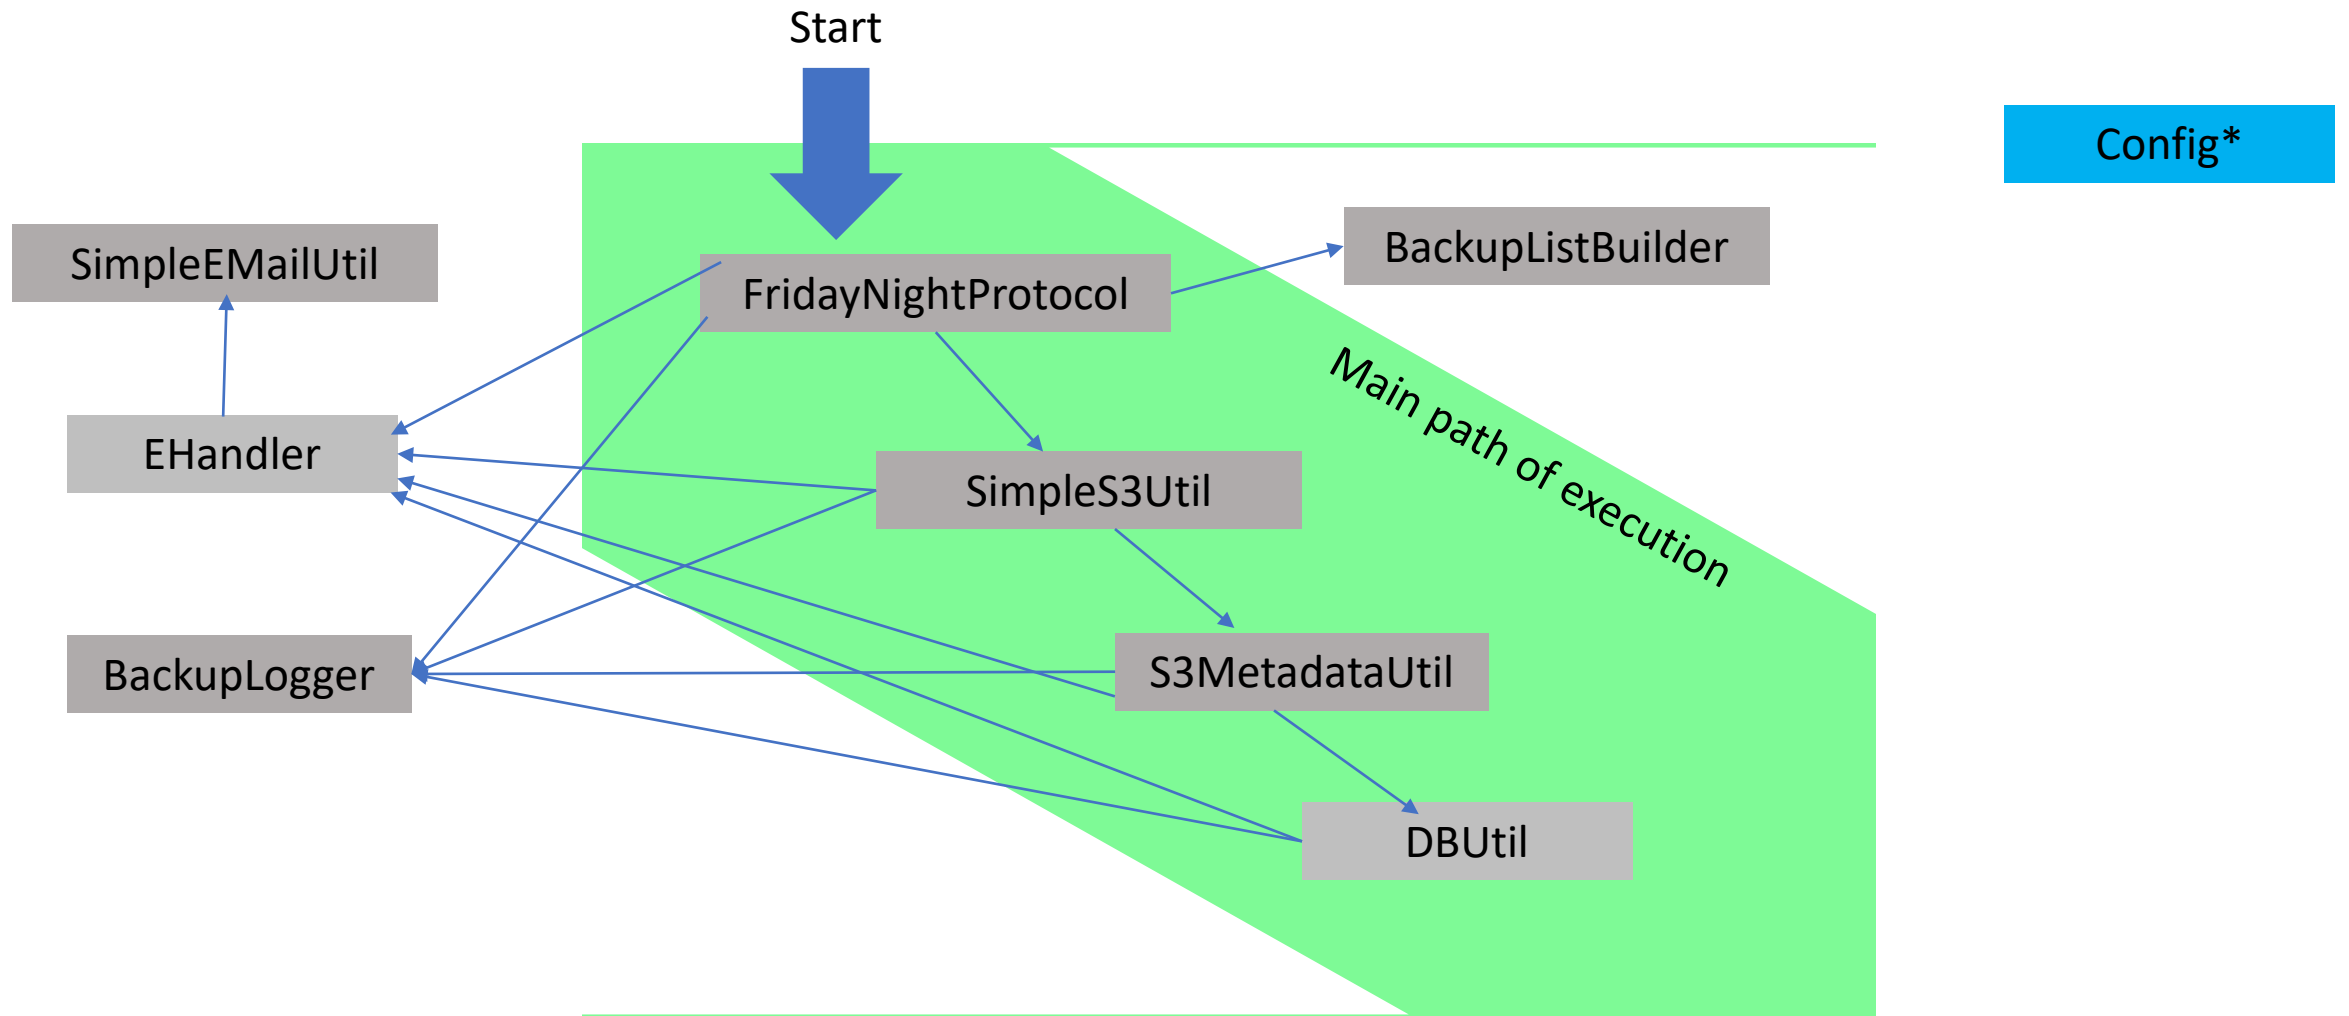 Start
Config*
BackupListBuilder
SimpleEMailUtil
FridayNightProtocol
Main path of execution
EHandler
SimpleS3Util
BackupLogger
S3MetadataUtil
DBUtil